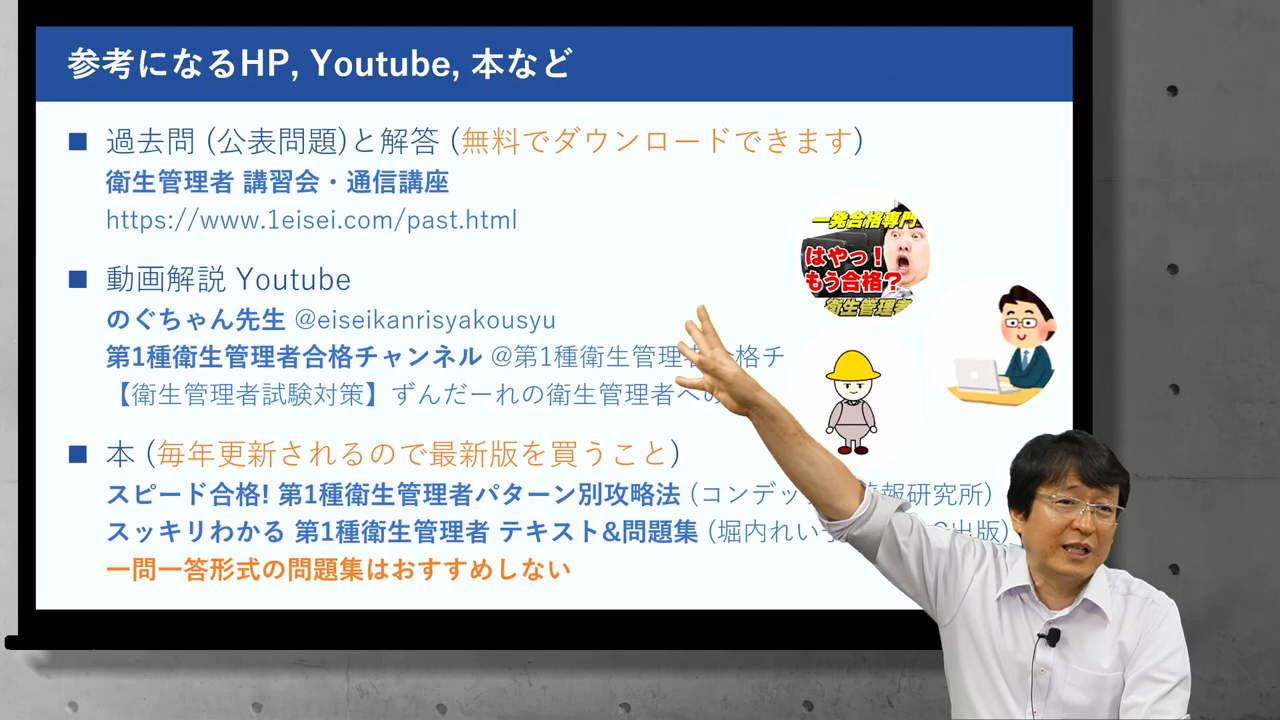 参考になるHP, Youtube, 本など
■ 過去問 (公表問題)と解答 (無料でダウンロードできます)
衛生管理者 講習会・通信講座
https://www.1eisei.com/past.html
■ 動画解説 Youtube
のぐちゃん先生 @eiseikanrisyakousyu
第1種衛生管理者合格チャンネル @第1種衛生管理者合格チ
【衛生管理者試験対策】ずんだーれの衛生管理者への
■ 本 (毎年更新されるので最新版を買うこと)
スピード合格! 第1種衛生管理者パターン別攻略法 (コンデッ 情報研究所)
スッキリわかる 第1種衛生管理者 テキスト&問題集 (堀内れい子 出版)
一問一答形式の問題集はおすすめしない
一発合格専門
はやっ!
もう合格?
衛生管理者